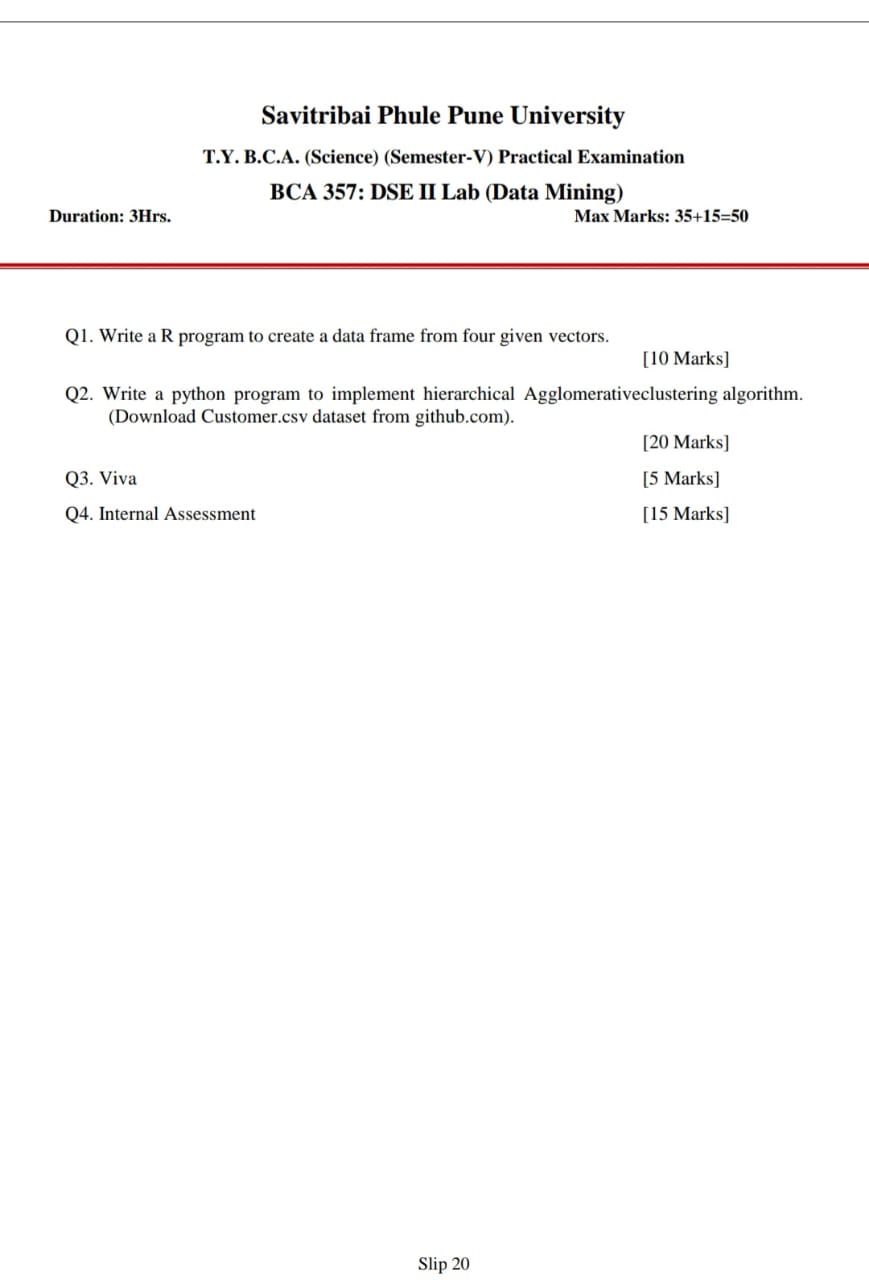 Savitribai Phule Pune University
T.Y. B.C.A. (Science) (Semester-V) Practical Examination
BCA 357: DSE II Lab (Data Mining)
Duration: 3Hrs. Max Marks: 35+15=50
Q1. Write a R program to create a data frame from four given vectors.
[10 Marks]
Q2. Write a python program to implement hierarchical Agglomerativeclustering algorithm.
(Download Customer.csv dataset from github.com).
[20 Marks]
Q3. Viva [5 Marks]
Q4. Internal Assessment [15 Marks]
Slip 20